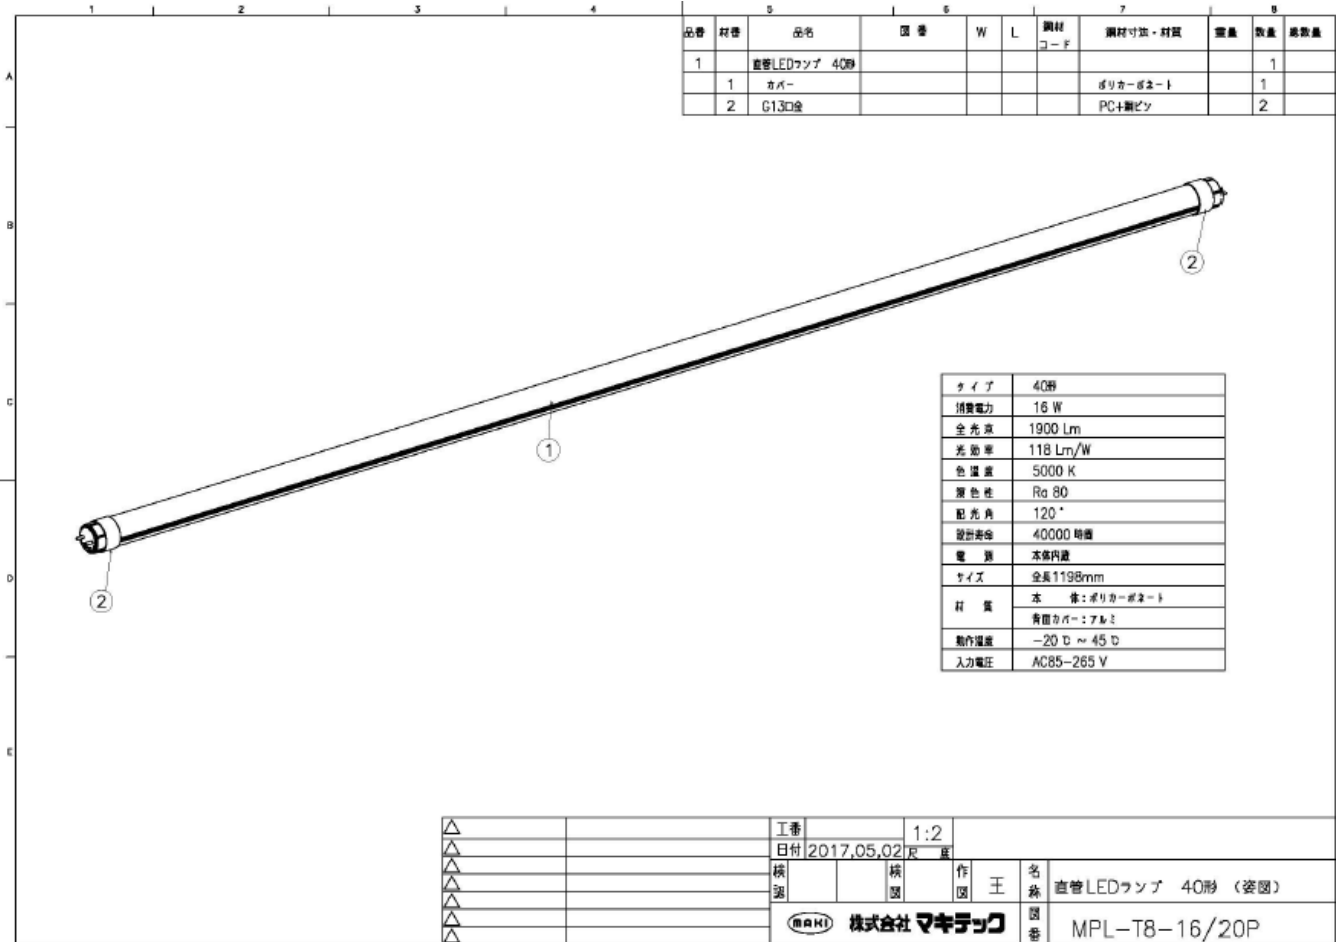 1 2 3 4 5 6 7 8
A
B
C
D
E
品番 材番 品名 図番 W L 鋼材コード 鋼材寸法・材質 重量 数量 総数量
1 直管LEDランプ 40形 1
1 カバー ポリカーボネート 1
2 G13口金 PC+銅ピン 2
2
1
2
タイプ 40形
消費電力 16 W
全光束 1900 Lm
光効率 118 Lm/W
色温度 5000 K
演色性 Ra 80
配光角 120°
設計寿命 40000 時間
電源 本体内蔵
サイズ 全長1198mm
材質 本体:ポリカーボネート
背面カバー:アルミ
動作温度 -20℃ ~ 45℃
入力電圧 AC85-265 V
工番 1:2
日付 2017,05,02 尺度
検認 検図 作図 王 名称 直管LEDランプ 40形 (姿図)
MAKI 株式会社 マキテック 図番 MPL-T8-16/20P